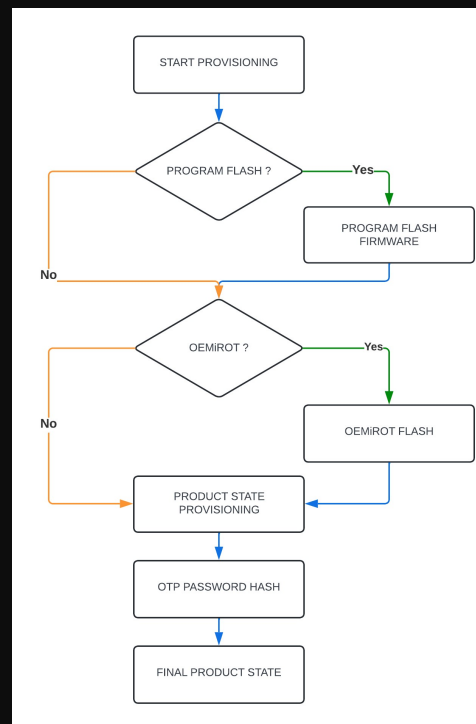 START PROVISIONING
PROGRAM FLASH ?
Yes
PROGRAM FLASH
FIRMWARE
No
OEMiROT ?
Yes
OEMiROT FLASH
No
PRODUCT STATE
PROVISIONING
OTP PASSWORD HASH
FINAL PRODUCT STATE